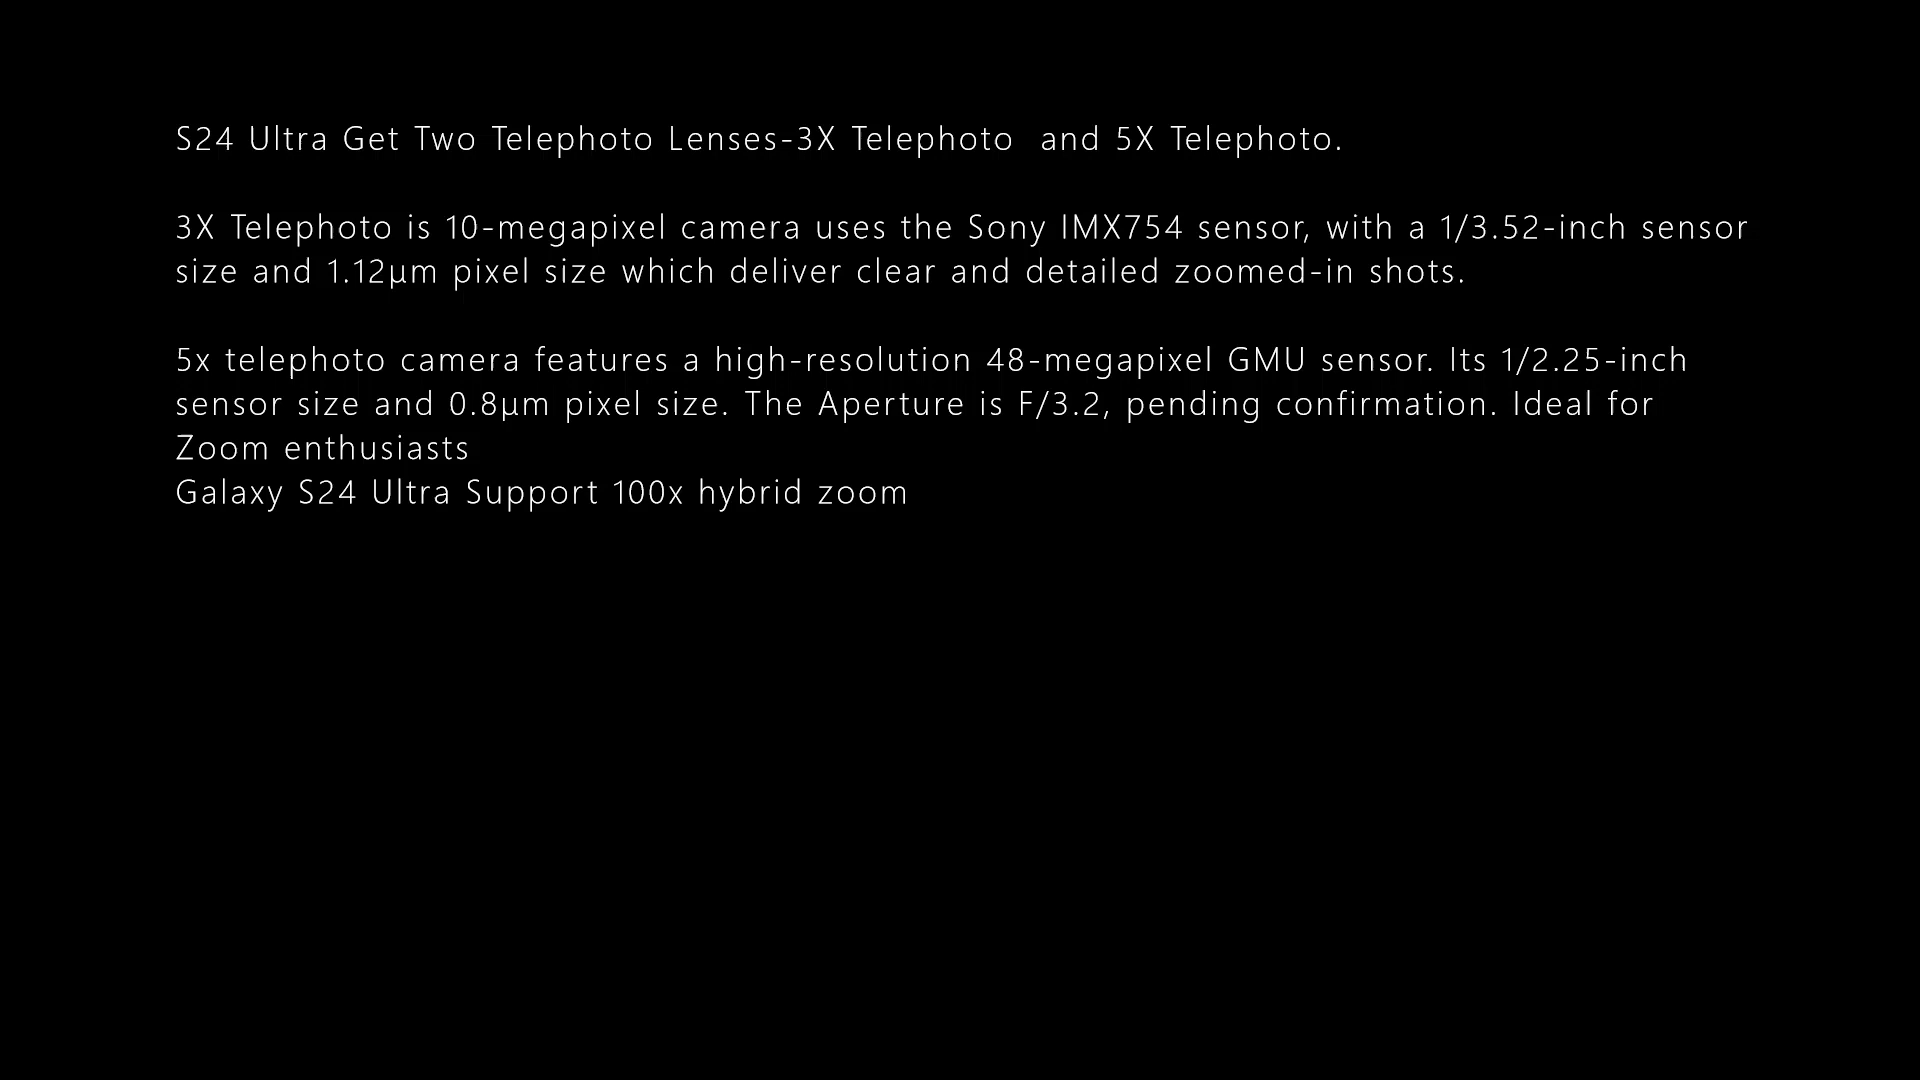 S24 Ultra Get Two Telephoto Lenses-3X Telephoto  and 5X Telephoto.
3X Telephoto is 10-megapixel camera uses the Sony IMX754 sensor, with a 1/3.52-inch sensor
size and 1.12μm pixel size which deliver clear and detailed zoomed-in shots.
5x telephoto camera features a high-resolution 48-megapixel GMU sensor. Its 1/2.25-inch
sensor size and 0.8μm pixel size. The Aperture is F/3.2, pending confirmation. Ideal for
Zoom enthusiasts
Galaxy S24 Ultra Support 100x hybrid zoom